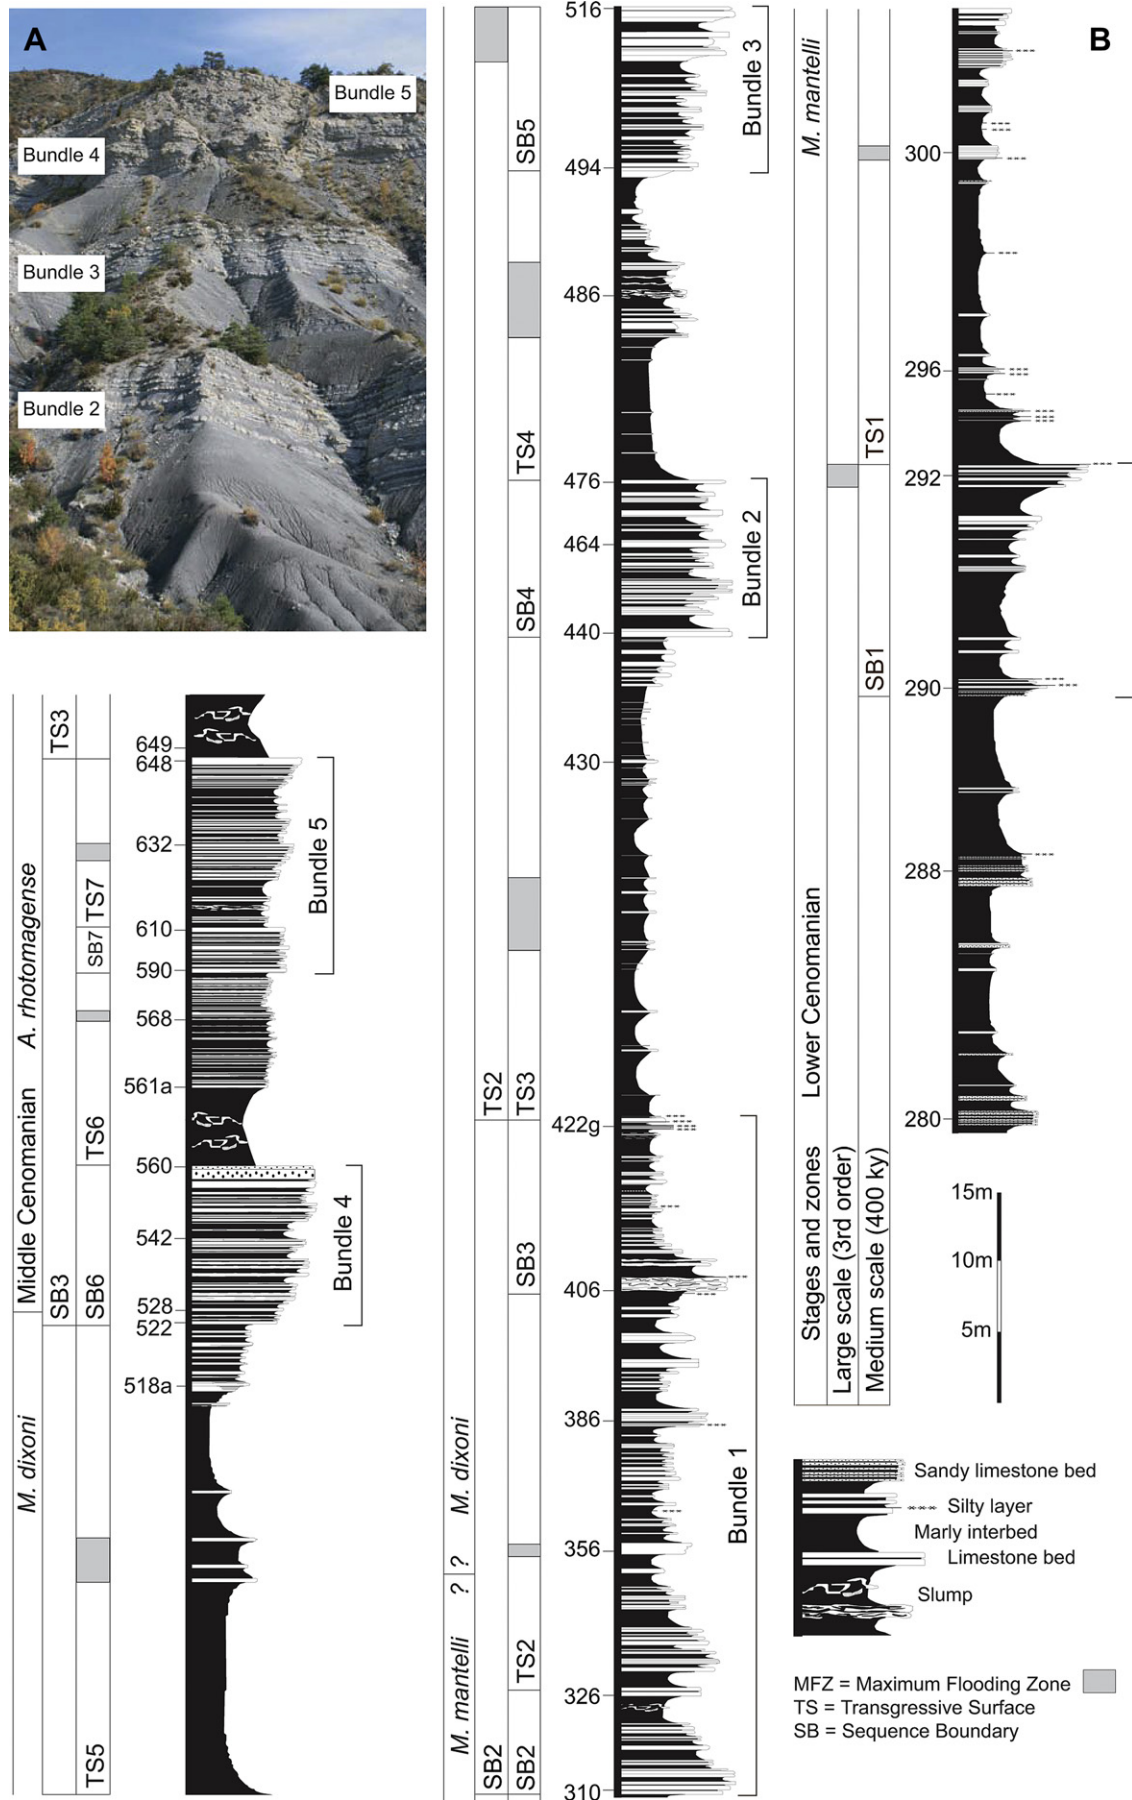 A
Bundle 5
Bundle 4
Bundle 3
Bundle 2
TS3
649
648
632
TS7
610
SB7
590
568
561a
TS6
560
542
528
522
518a
SB3
SB6
Bundle 5
Bundle 4
A. rhotomagense
Middle Cenomanian
M. dixoni
TS5
516
SB5
494
486
TS4
476
464
SB4
440
430
TS2
TS3
422g
SB3
406
386
356
326
310
Bundle 3
Bundle 2
Bundle 1
M. dixoni
?
?
M. mantelli
TS2
SB2
SB2
B
M. mantelli
300
296
TS1
292
SB1
290
288
280
Lower Cenomanian
Stages and zones
Large scale (3rd order)
Medium scale (400 ky)
15m
10m
5m
Sandy limestone bed
Silty layer
Marly interbed
Limestone bed
Slump
MFZ = Maximum Flooding Zone
TS = Transgressive Surface
SB = Sequence Boundary